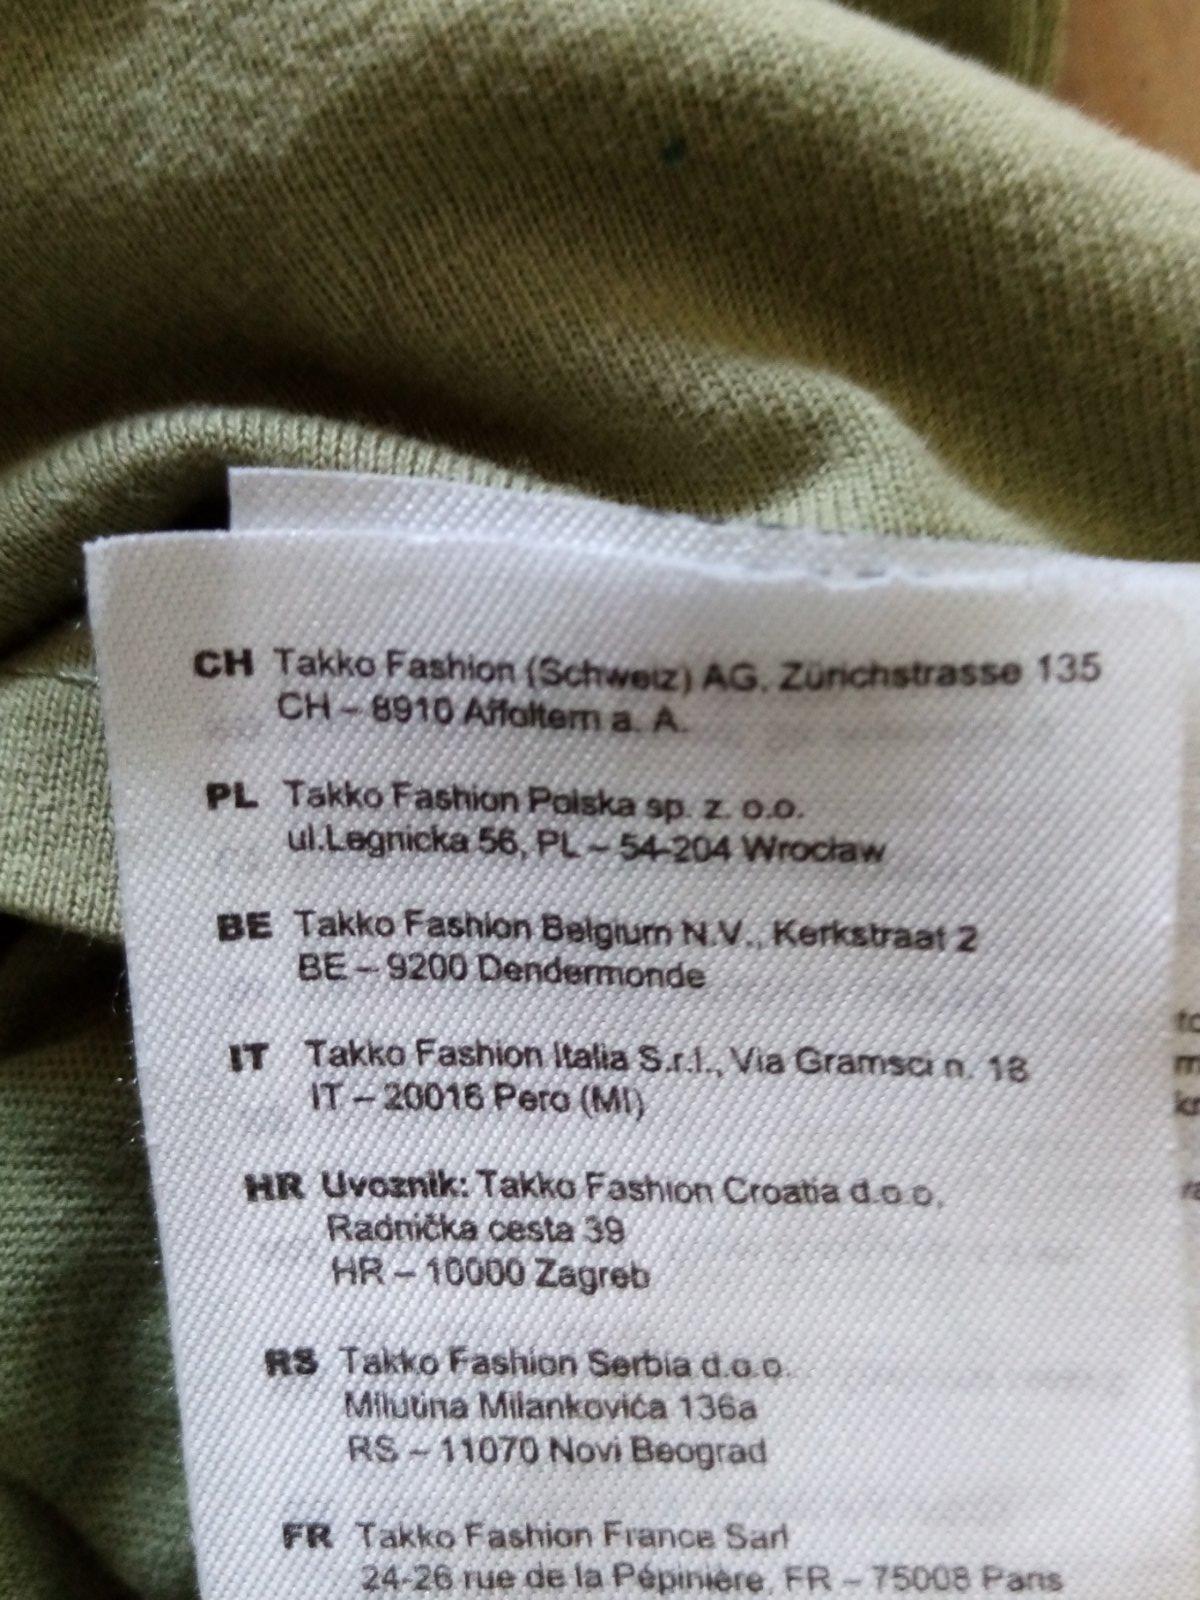 CH Takko Fashion (Schweiz) AG, Zürichstrasse 135
CH – 8910 Affoltern a. A.
PL Takko Fashion Polska sp. z. o.o.
ul.Legnicka 56, PL – 54-204 Wrocław
BE Takko Fashion Belgium N.V., Kerkstraat 2
BE – 9200 Dendermonde
IT Takko Fashion Italia S.r.l., Via Gramsci n. 18
IT – 20016 Pero (MI)
HR Uvoznik: Takko Fashion Croatia d.o.o.
Radnička cesta 39
HR – 10000 Zagreb
RS Takko Fashion Serbia d.o.o.
Milutina Milankovića 136a
RS – 11070 Novi Beograd
FR Takko Fashion France Sarl
24-26 rue de la Pépinière, FR – 75008 Paris